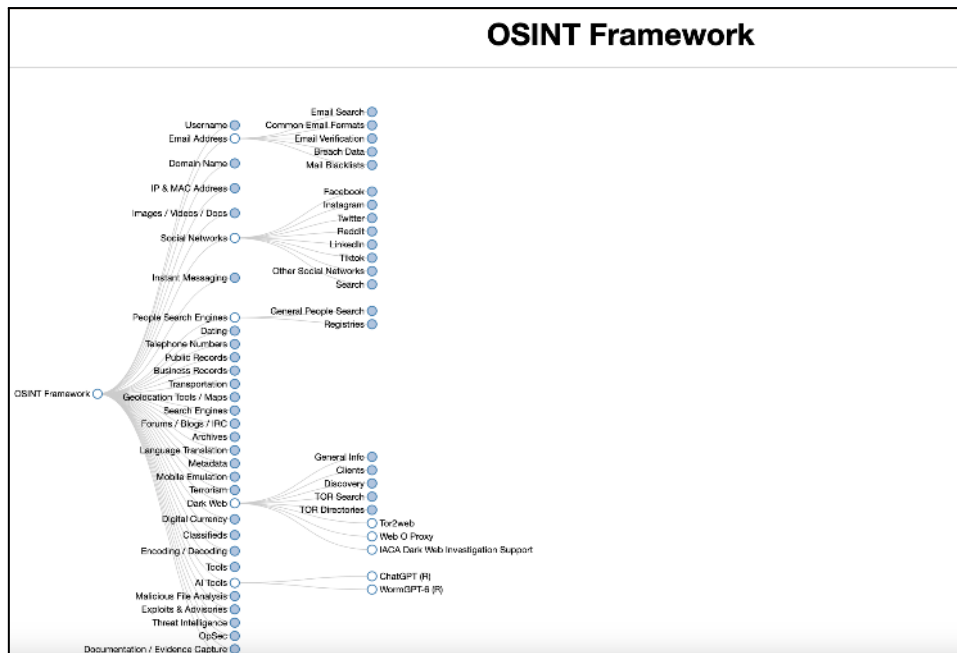 OSINT Framework
Email Search
Username
Common Email Formats
Email Address
Email Verification
Breach Data
Domain Name
Mail Blacklists
IP & MAC Address
Facebook
Instagram
Images / Videos / Docs
Twitter
Reddit
Social Networks
LinkedIn
Tiktok
Other Social Networks
Instant Messaging
Search
General People Search
People Search Engines
Registries
Dating
Telephone Numbers
Public Records
Business Records
Transportation
OSINT Framework
Geolocation Tools / Maps
Search Engines
Forums / Blogs / IRC
Archives
Language Translation
General Info
Metadata
Clients
Mobile Emulation
Discovery
Terrorism
TOR Search
Dark Web
TOR Directories
Digital Currency
Tor2web
Classifieds
Web O Proxy
Encoding / Decoding
IACA Dark Web Investigation Support
Tools
ChatGPT (R)
AI Tools
WormGPT-6 (R)
Malicious File Analysis
Exploits & Advisories
Threat Intelligence
OpSec
Documentation / Evidence Capture